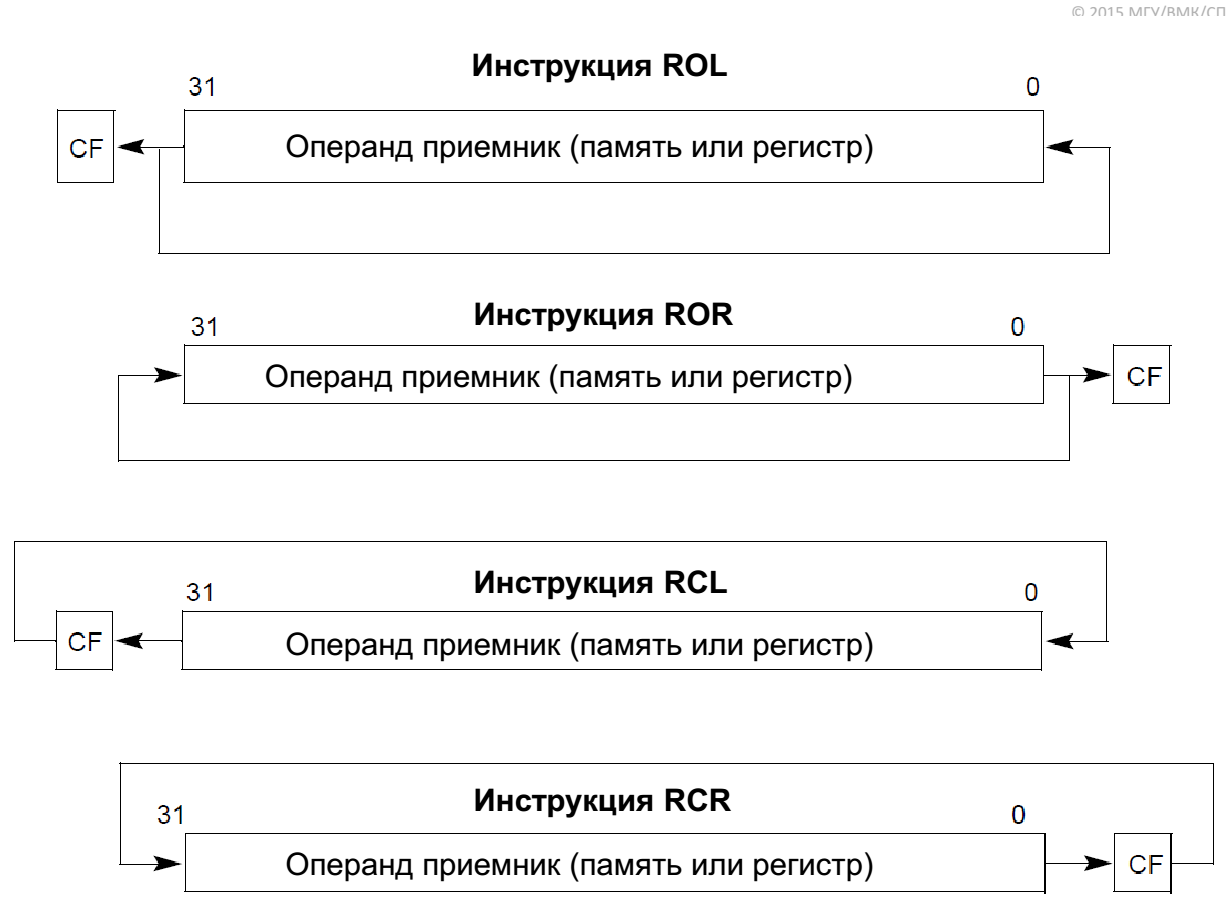 © 2015 МГУ/ВМК/СП
Инструкция ROL
31 0
CF Операнд приемник (память или регистр)
Инструкция ROR
31 0
Операнд приемник (память или регистр) CF
Инструкция RCL
31 0
CF Операнд приемник (память или регистр)
Инструкция RCR
31 0
Операнд приемник (память или регистр) CF